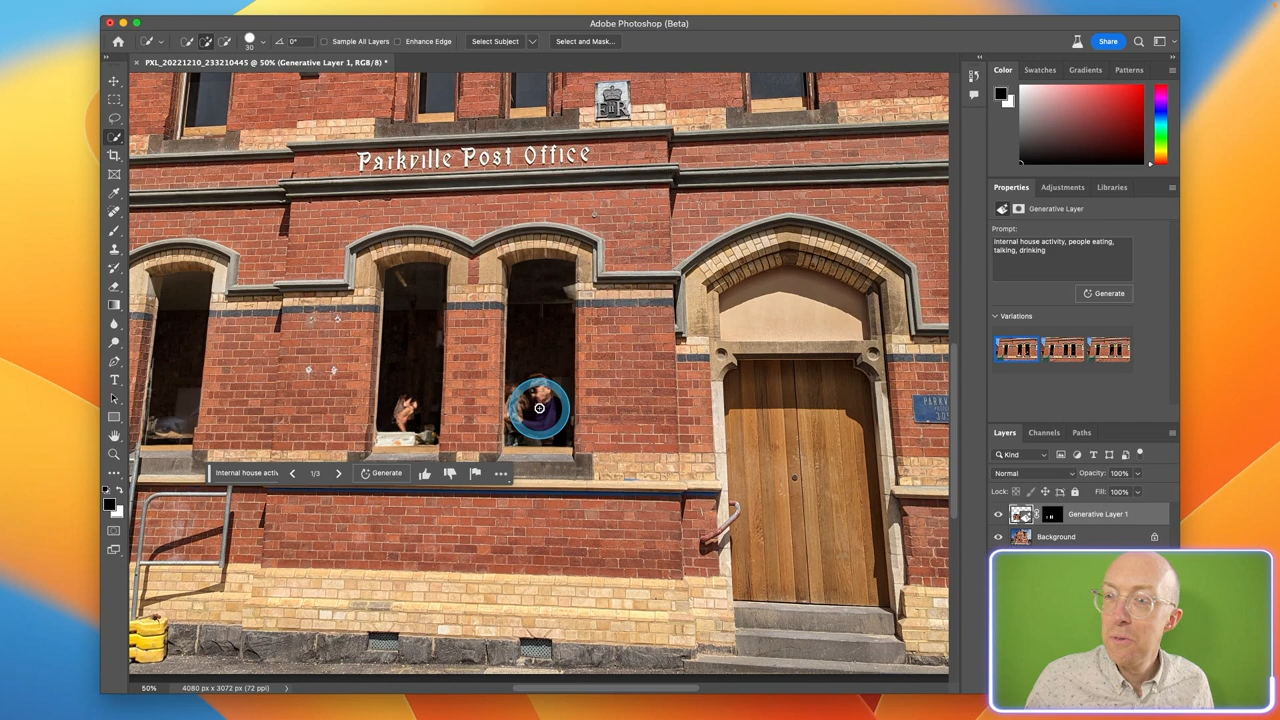 Adobe Photoshop (Beta)
30
0°
Sample All Layers
Enhance Edge
Select Subject
Select and Mask...
Share
PXL_20221210_233210445 @ 50% (Generative Layer 1, RGB/8) *
Color
Swatches
Gradients
Patterns
EIIR
Parkville Post Office
Properties
Adjustments
Libraries
Generative Layer
Prompt:
Internal house activity, people eating,
talking, drinking
Generate
Variations
Layers
Channels
Paths
Kind
Normal
Opacity: 100%
Lock:
Fill: 100%
Generative Layer 1
Background
Internal house activ
1/3
Generate
50%
4080 px x 3072 px (72 ppi)